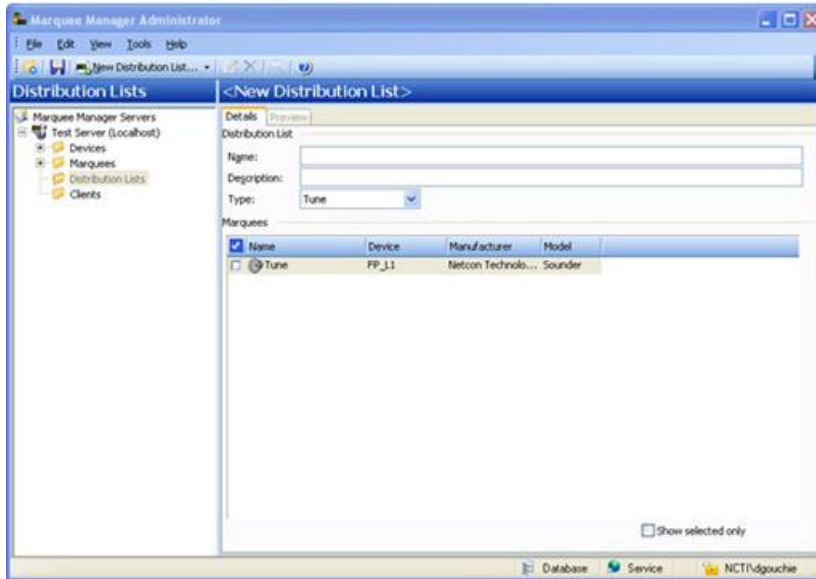 Marquee Manager Administrator
File Edit View Tools Help
New Distribution List...
Distribution Lists
<New Distribution List>
Marquee Manager Servers
Test Server (Localhost)
Devices
Marquees
Distribution Lists
Clients
Details Preview
Distribution List
Name:
Description:
Type: Tune
Marquees
Name Device Manufacturer Model
Tune FP_L1 Netcon Technolo... Sounder
Show selected only
Database Service NCTI\dgouchie